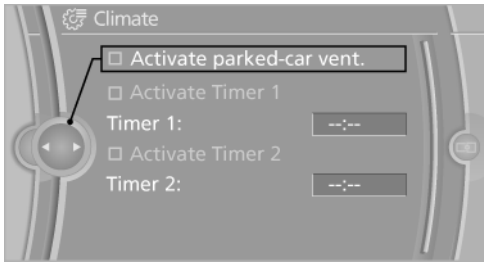 Climate
Activate parked-car vent.
Activate Timer 1
Timer 1: --:--
Activate Timer 2
Timer 2: --:--